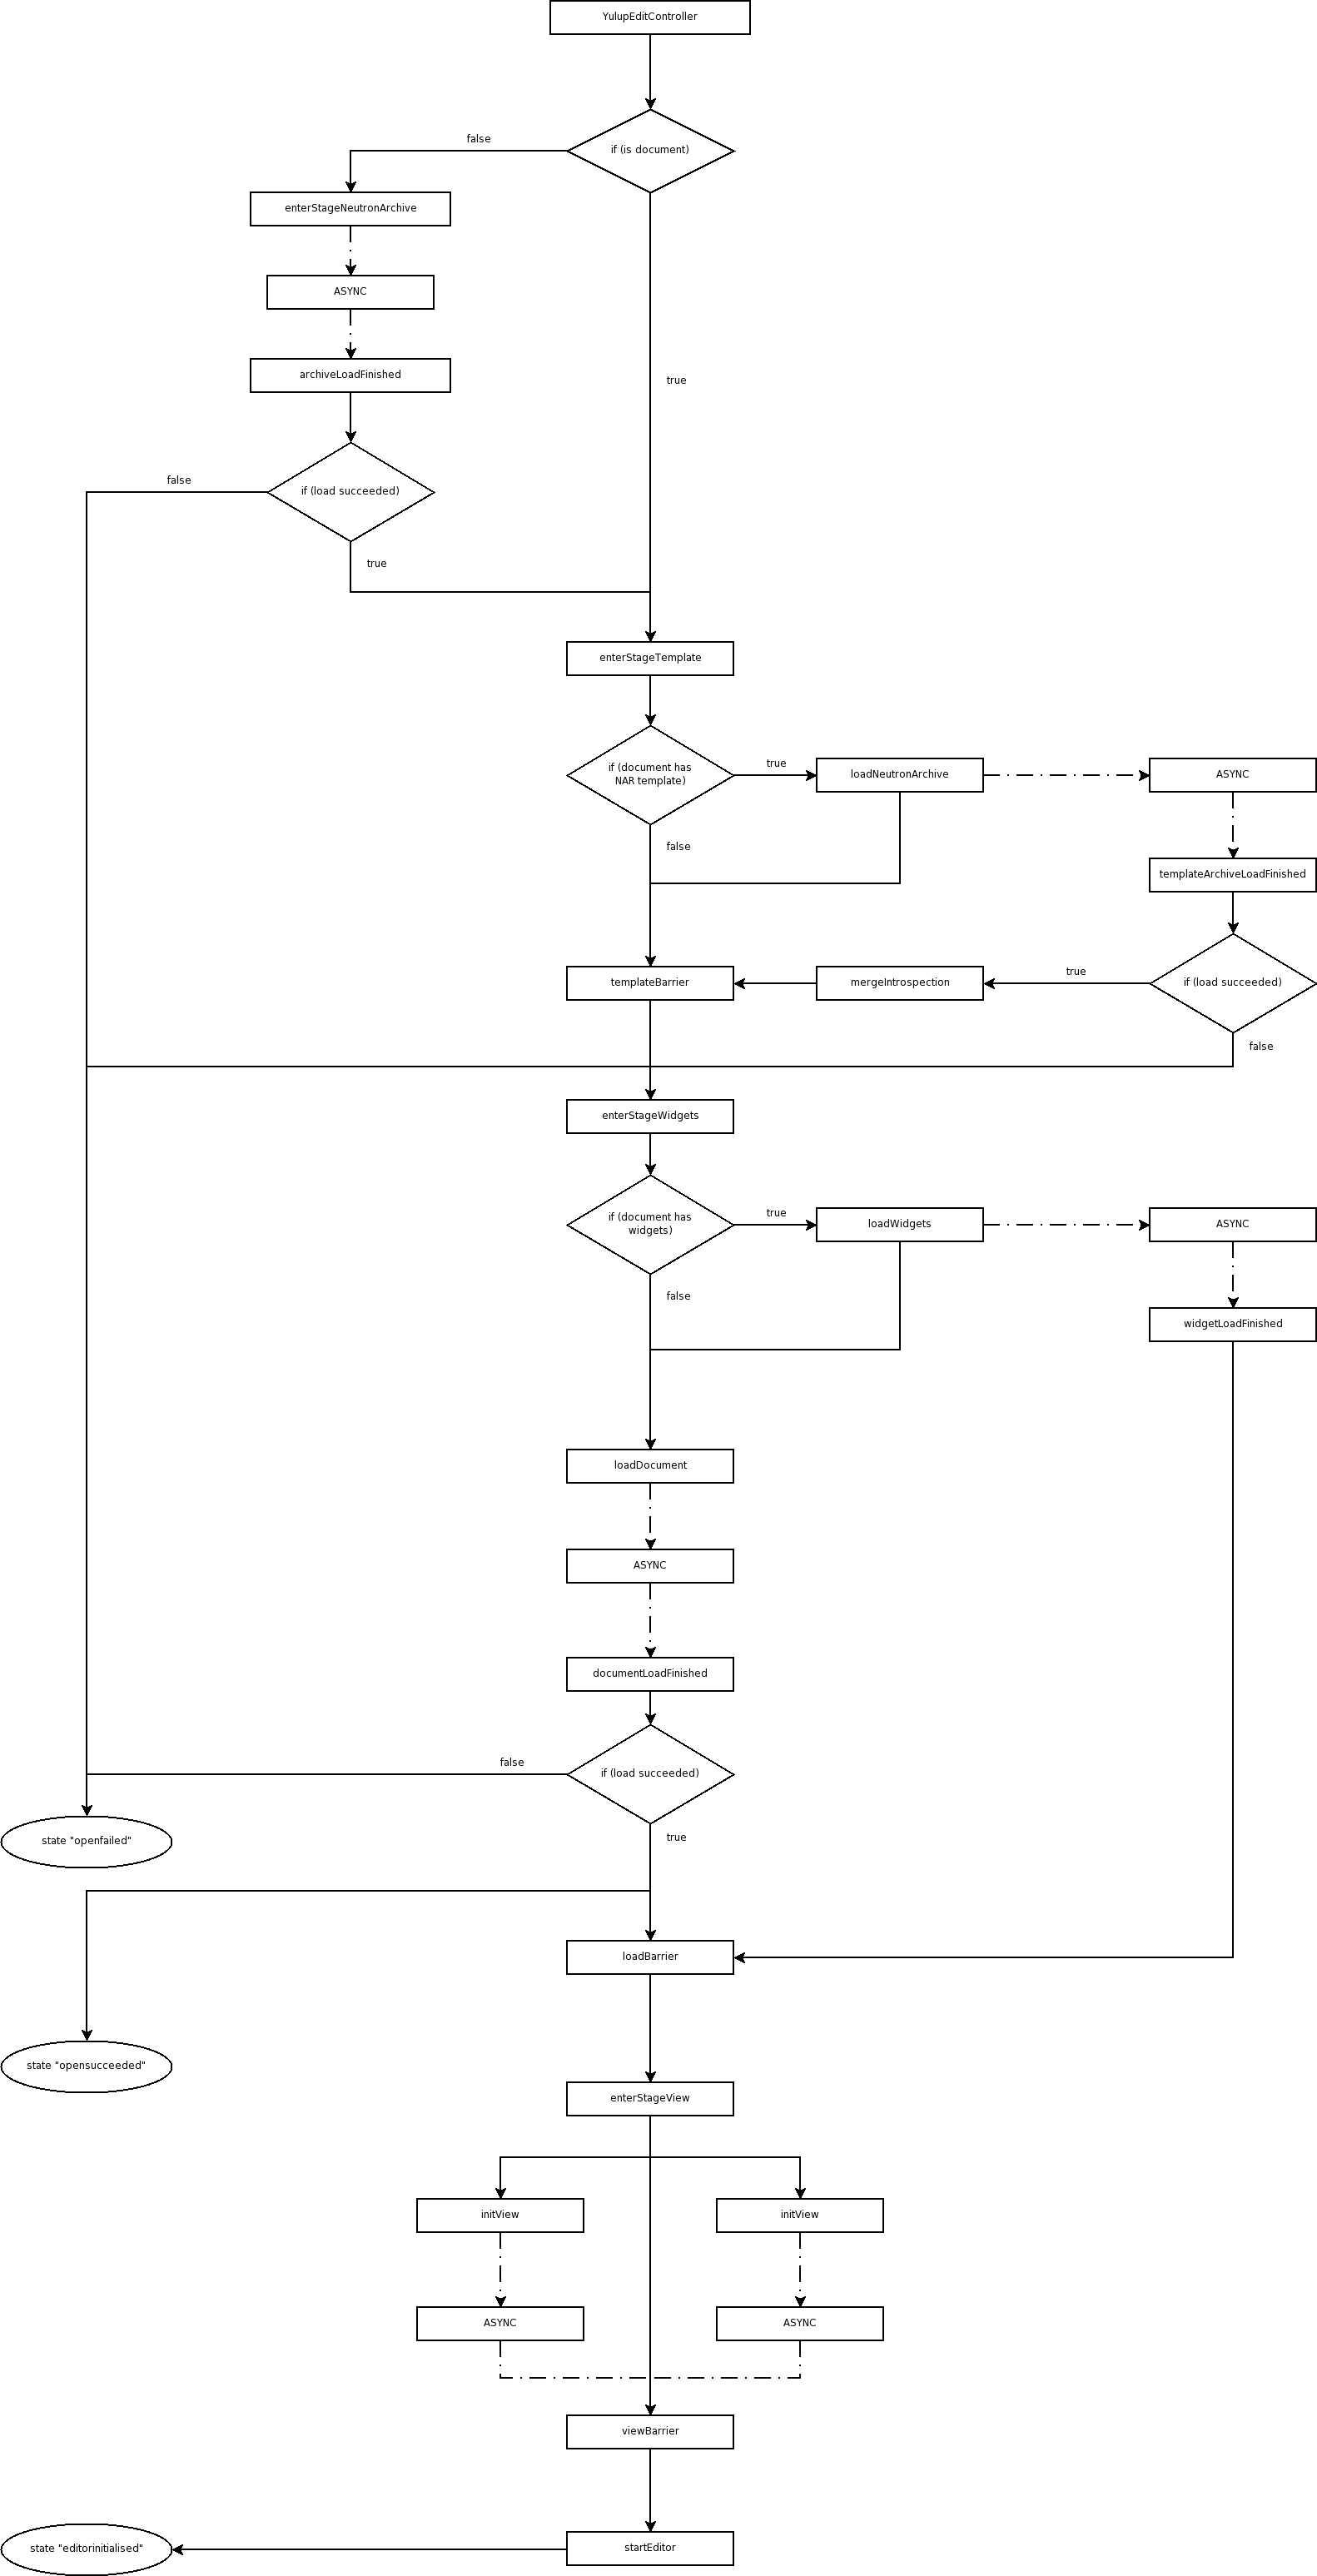 YulupEditController
false
if (is document)
enterStageNeutronArchive
ASYNC
archiveLoadFinished
true
false
if (load succeeded)
true
enterStageTemplate
if (document has
NAR template)
true
loadNeutronArchive
ASYNC
false
templateArchiveLoadFinished
templateBarrier
mergeIntrospection
true
if (load succeeded)
false
enterStageWidgets
if (document has
widgets)
true
loadWidgets
ASYNC
false
widgetLoadFinished
loadDocument
ASYNC
documentLoadFinished
false
if (load succeeded)
state "openfailed"
true
loadBarrier
state "opensucceeded"
enterStageView
initView
initView
ASYNC
ASYNC
viewBarrier
state "editorinitialised"
startEditor